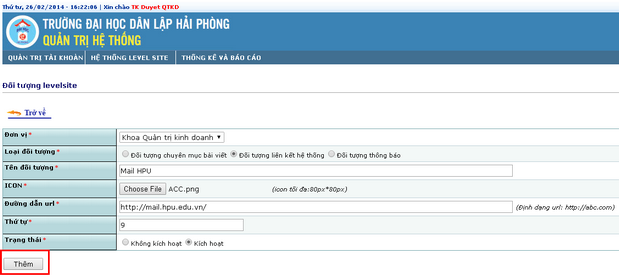 Thứ tư, 26/02/2014 - 16:22:06 | Xin chào TK Duyet QTKD
TRƯỜNG ĐẠI HỌC DÂN LẬP HẢI PHÒNG
QUẢN TRỊ HỆ THỐNG
QUẢN TRỊ TÀI KHOẢN HỆ THỐNG LEVEL SITE THỐNG KÊ VÀ BÁO CÁO
Đối tượng levelsite
Trở về
Đơn vị * Khoa Quản trị kinh doanh
Loại đối tượng * Đối tượng chuyên mục bài viết Đối tượng liên kết hệ thống Đối tượng thông báo
Tên đối tượng * Mail HPU
ICON * Choose File ACC.png (icon tối đa:80px*80px)
Đường dẫn url * http://mail.hpu.edu.vn/ (Định dạng url: http://abc.com)
Thứ tự * 9
Trạng thái * Không kích hoạt Kích hoạt
Thêm